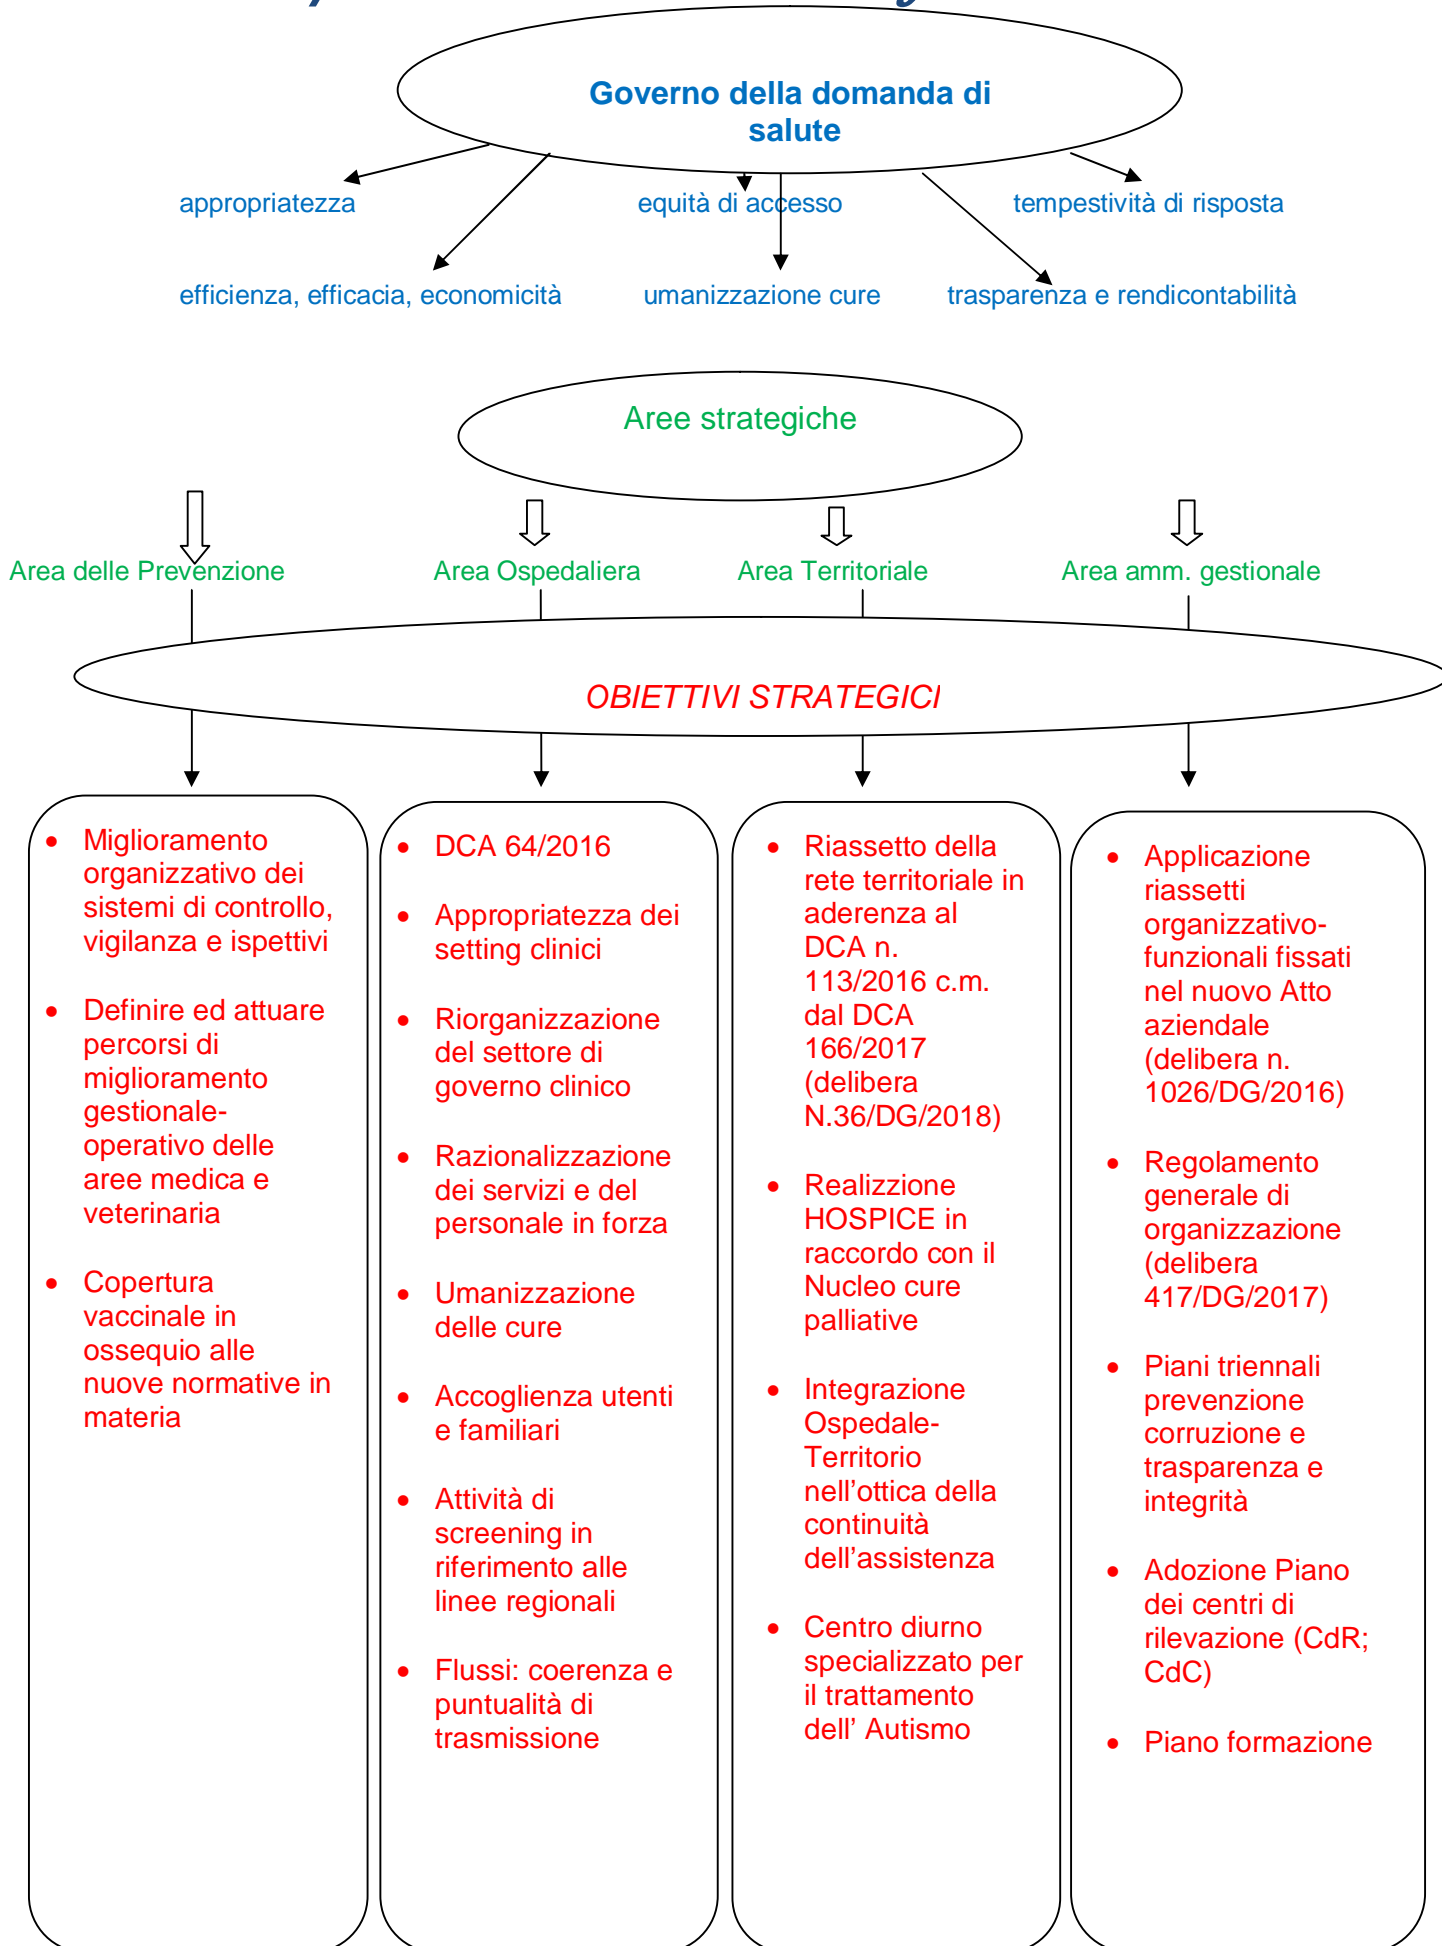 Governo della domanda di
salute
appropriatezza
equità di accesso
tempestività di risposta
efficienza, efficacia, economicità
umanizzazione cure
trasparenza e rendicontabilità
Aree strategiche
Area delle Prevenzione
Area Ospedaliera
Area Territoriale
Area amm. gestionale
OBIETTIVI STRATEGICI
• Miglioramento
organizzativo dei
sistemi di controllo,
vigilanza e ispettivi
• Definire ed attuare
percorsi di
miglioramento
gestionale-
operativo delle
aree medica e
veterinaria
• Copertura
vaccinale in
ossequio alle
nuove normative in
materia
• DCA 64/2016
• Appropriatezza dei
setting clinici
• Riorganizzazione
del settore di
governo clinico
• Razionalizzazione
dei servizi e del
personale in forza
• Umanizzazione
delle cure
• Accoglienza utenti
e familiari
• Attività di
screening in
riferimento alle
linee regionali
• Flussi: coerenza e
puntualità di
trasmissione
• Riassetto della
rete territoriale in
aderenza al
DCA n.
113/2016 c.m.
dal DCA
166/2017
(delibera
N.36/DG/2018)
• Realizzione
HOSPICE in
raccordo con il
Nucleo cure
palliative
• Integrazione
Ospedale-
Territorio
nell’ottica della
continuità
dell’assistenza
• Centro diurno
specializzato per
il trattamento
dell’ Autismo
• Applicazione
riassetti
organizzativo-
funzionali fissati
nel nuovo Atto
aziendale
(delibera n.
1026/DG/2016)
• Regolamento
generale di
organizzazione
(delibera
417/DG/2017)
• Piani triennali
prevenzione
corruzione e
trasparenza e
integrità
• Adozione Piano
dei centri di
rilevazione (CdR;
CdC)
• Piano formazione